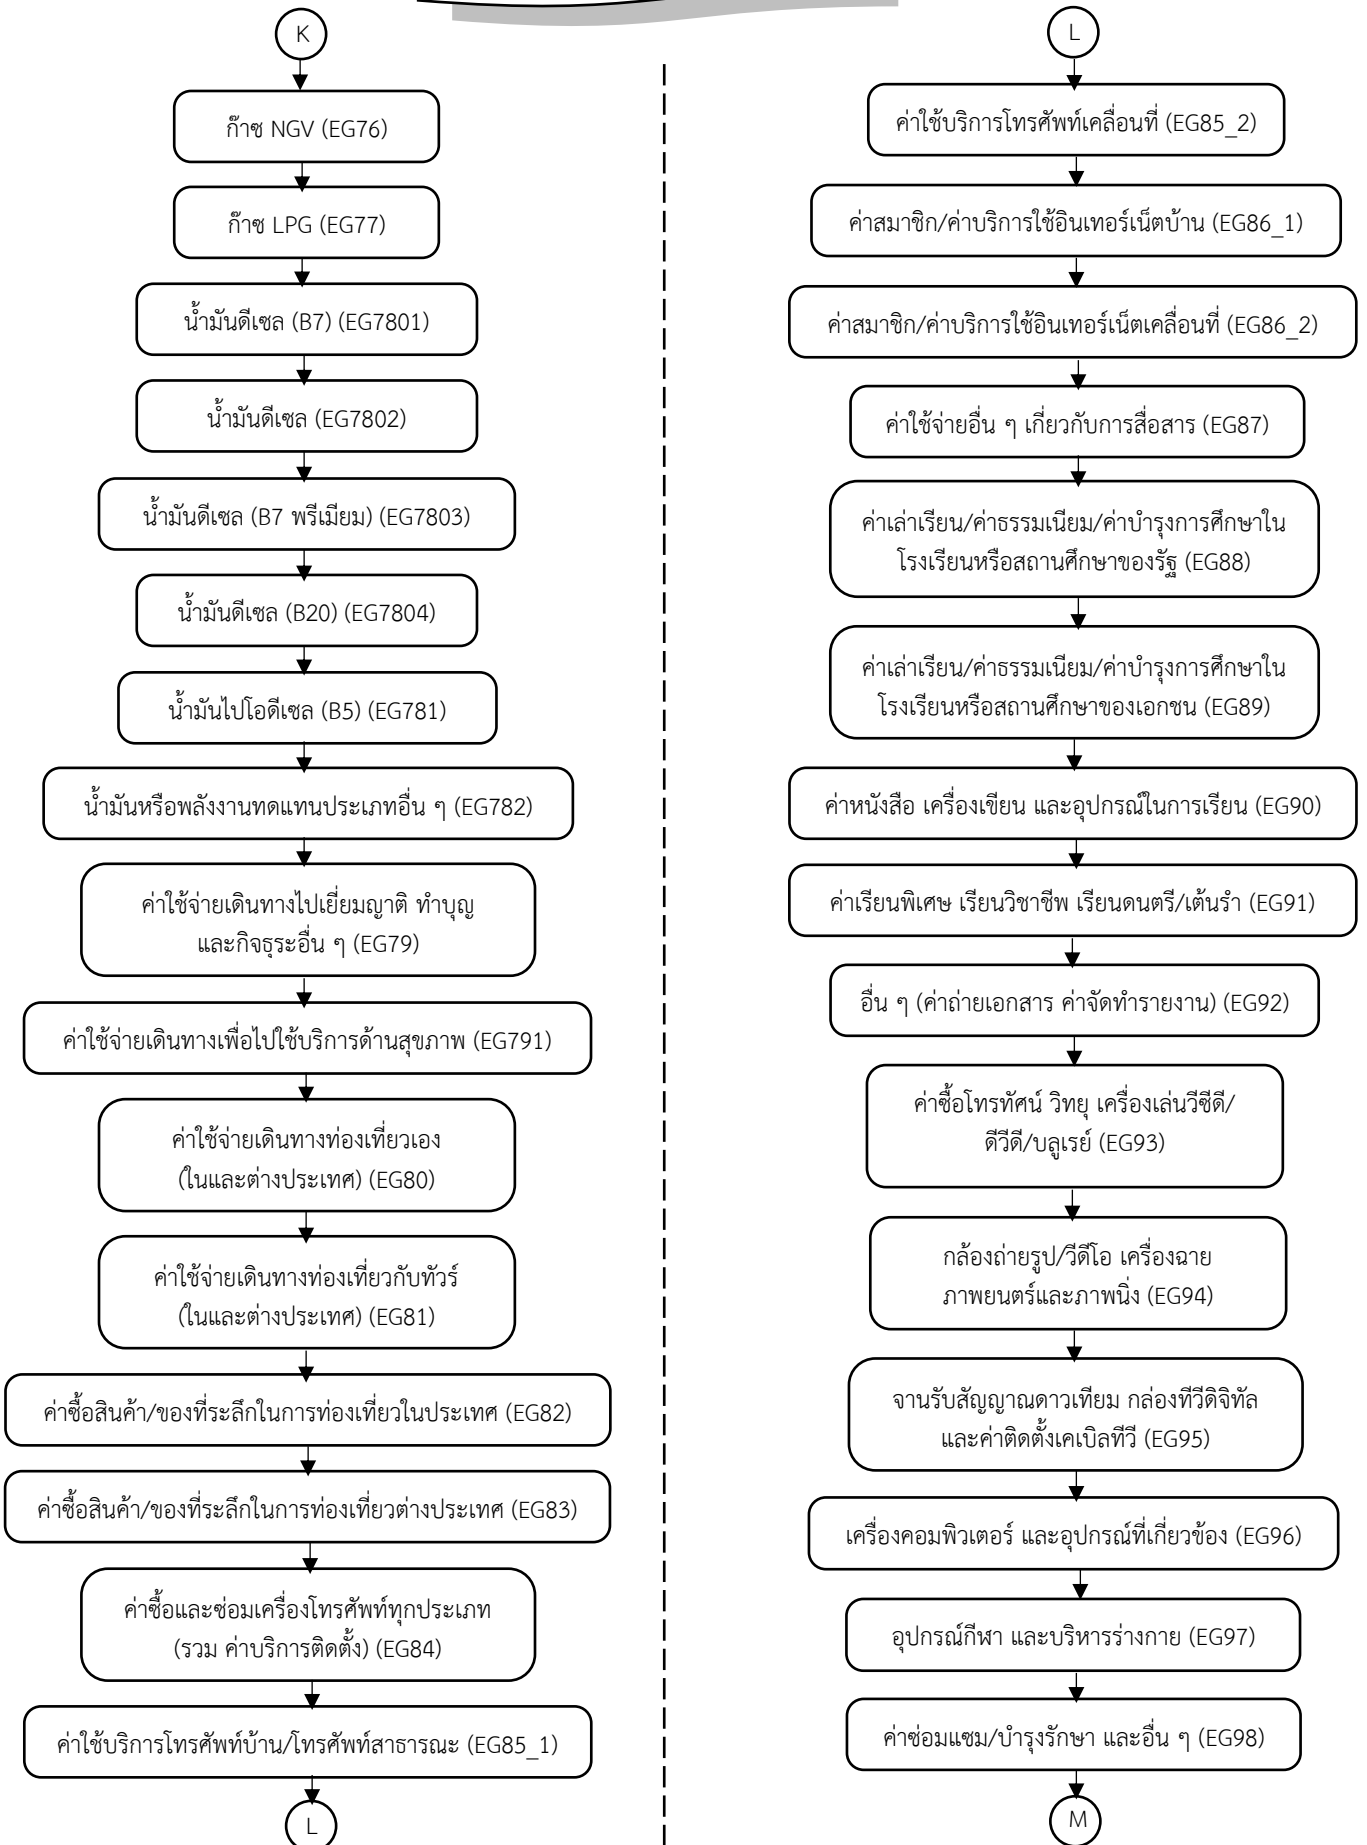 K
ก๊าซ NGV (EG76)
ก๊าซ LPG (EG77)
น้ำมันดีเซล (B7) (EG7801)
น้ำมันดีเซล (EG7802)
น้ำมันดีเซล (B7 พรีเมียม) (EG7803)
น้ำมันดีเซล (B20) (EG7804)
น้ำมันไปโอดีเซล (B5) (EG781)
น้ำมันหรือพลังงานทดแทนประเภทอื่น ๆ (EG782)
ค่าใช้จ่ายเดินทางไปเยี่ยมญาติ ทำบุญ
และกิจธุระอื่น ๆ (EG79)
ค่าใช้จ่ายเดินทางเพื่อไปใช้บริการด้านสุขภาพ (EG791)
ค่าใช้จ่ายเดินทางท่องเที่ยวเอง
(ในและต่างประเทศ) (EG80)
ค่าใช้จ่ายเดินทางท่องเที่ยวกับทัวร์
(ในและต่างประเทศ) (EG81)
ค่าซื้อสินค้า/ของที่ระลึกในการท่องเที่ยวในประเทศ (EG82)
ค่าซื้อสินค้า/ของที่ระลึกในการท่องเที่ยวต่างประเทศ (EG83)
ค่าซื้อและซ่อมเครื่องโทรศัพท์ทุกประเภท
(รวม ค่าบริการติดตั้ง) (EG84)
ค่าใช้บริการโทรศัพท์บ้าน/โทรศัพท์สาธารณะ (EG85_1)
L
L
ค่าใช้บริการโทรศัพท์เคลื่อนที่ (EG85_2)
ค่าสมาชิก/ค่าบริการใช้อินเทอร์เน็ตบ้าน (EG86_1)
ค่าสมาชิก/ค่าบริการใช้อินเทอร์เน็ตเคลื่อนที่ (EG86_2)
ค่าใช้จ่ายอื่น ๆ เกี่ยวกับการสื่อสาร (EG87)
ค่าเล่าเรียน/ค่าธรรมเนียม/ค่าบำรุงการศึกษาใน
โรงเรียนหรือสถานศึกษาของรัฐ (EG88)
ค่าเล่าเรียน/ค่าธรรมเนียม/ค่าบำรุงการศึกษาใน
โรงเรียนหรือสถานศึกษาของเอกชน (EG89)
ค่าหนังสือ เครื่องเขียน และอุปกรณ์ในการเรียน (EG90)
ค่าเรียนพิเศษ เรียนวิชาชีพ เรียนดนตรี/เต้นรำ (EG91)
อื่น ๆ (ค่าถ่ายเอกสาร ค่าจัดทำรายงาน) (EG92)
ค่าซื้อโทรทัศน์ วิทยุ เครื่องเล่นวีซีดี/
ดีวีดี/บลูเรย์ (EG93)
กล้องถ่ายรูป/วีดีโอ เครื่องฉาย
ภาพยนตร์และภาพนิ่ง (EG94)
จานรับสัญญาณดาวเทียม กล่องทีวีดิจิทัล
และค่าติดตั้งเคเบิลทีวี (EG95)
เครื่องคอมพิวเตอร์ และอุปกรณ์ที่เกี่ยวข้อง (EG96)
อุปกรณ์กีฬา และบริหารร่างกาย (EG97)
ค่าซ่อมแซม/บำรุงรักษา และอื่น ๆ (EG98)
M